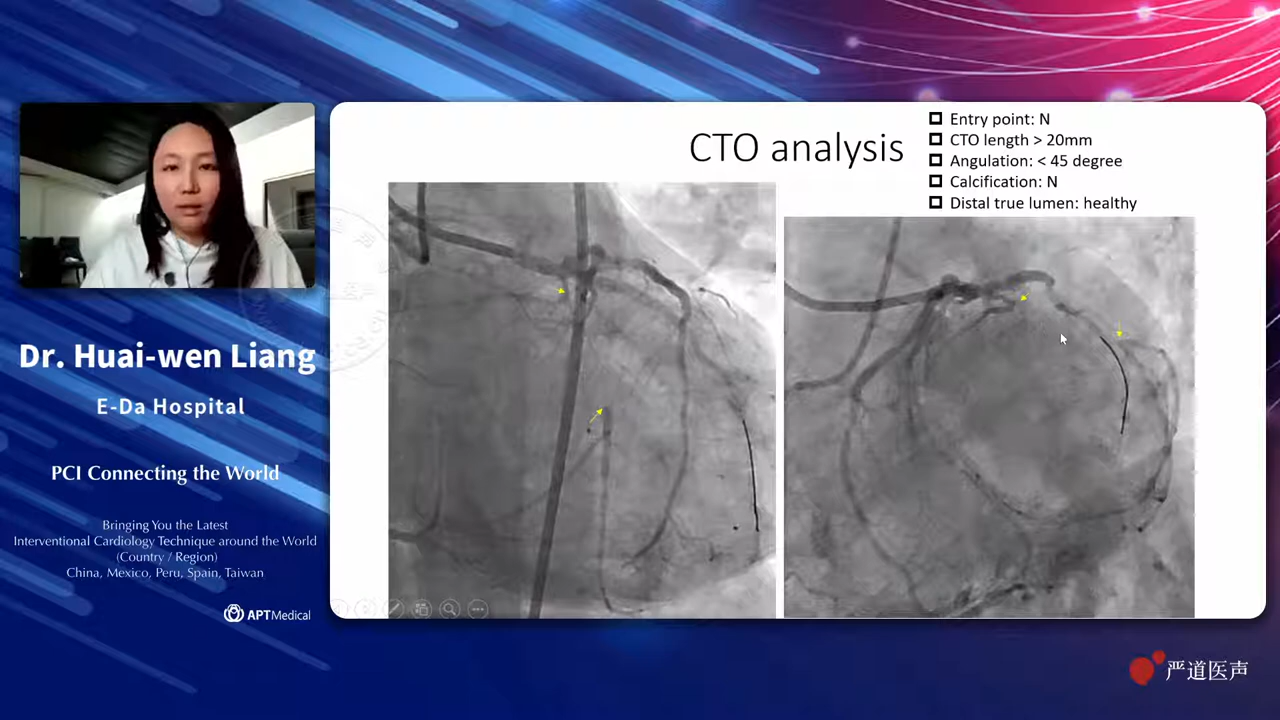 CTO analysis
Entry point: N
CTO length > 20mm
Angulation: < 45 degree
Calcification: N
Distal true lumen: healthy
Dr. Huai-wen Liang
E-Da Hospital
PCI Connecting the World
Bringing You the Latest
Interventional Cardiology Technique around the World
(Country / Region)
China, Mexico, Peru, Spain, Taiwan
APTMedical
严道医声